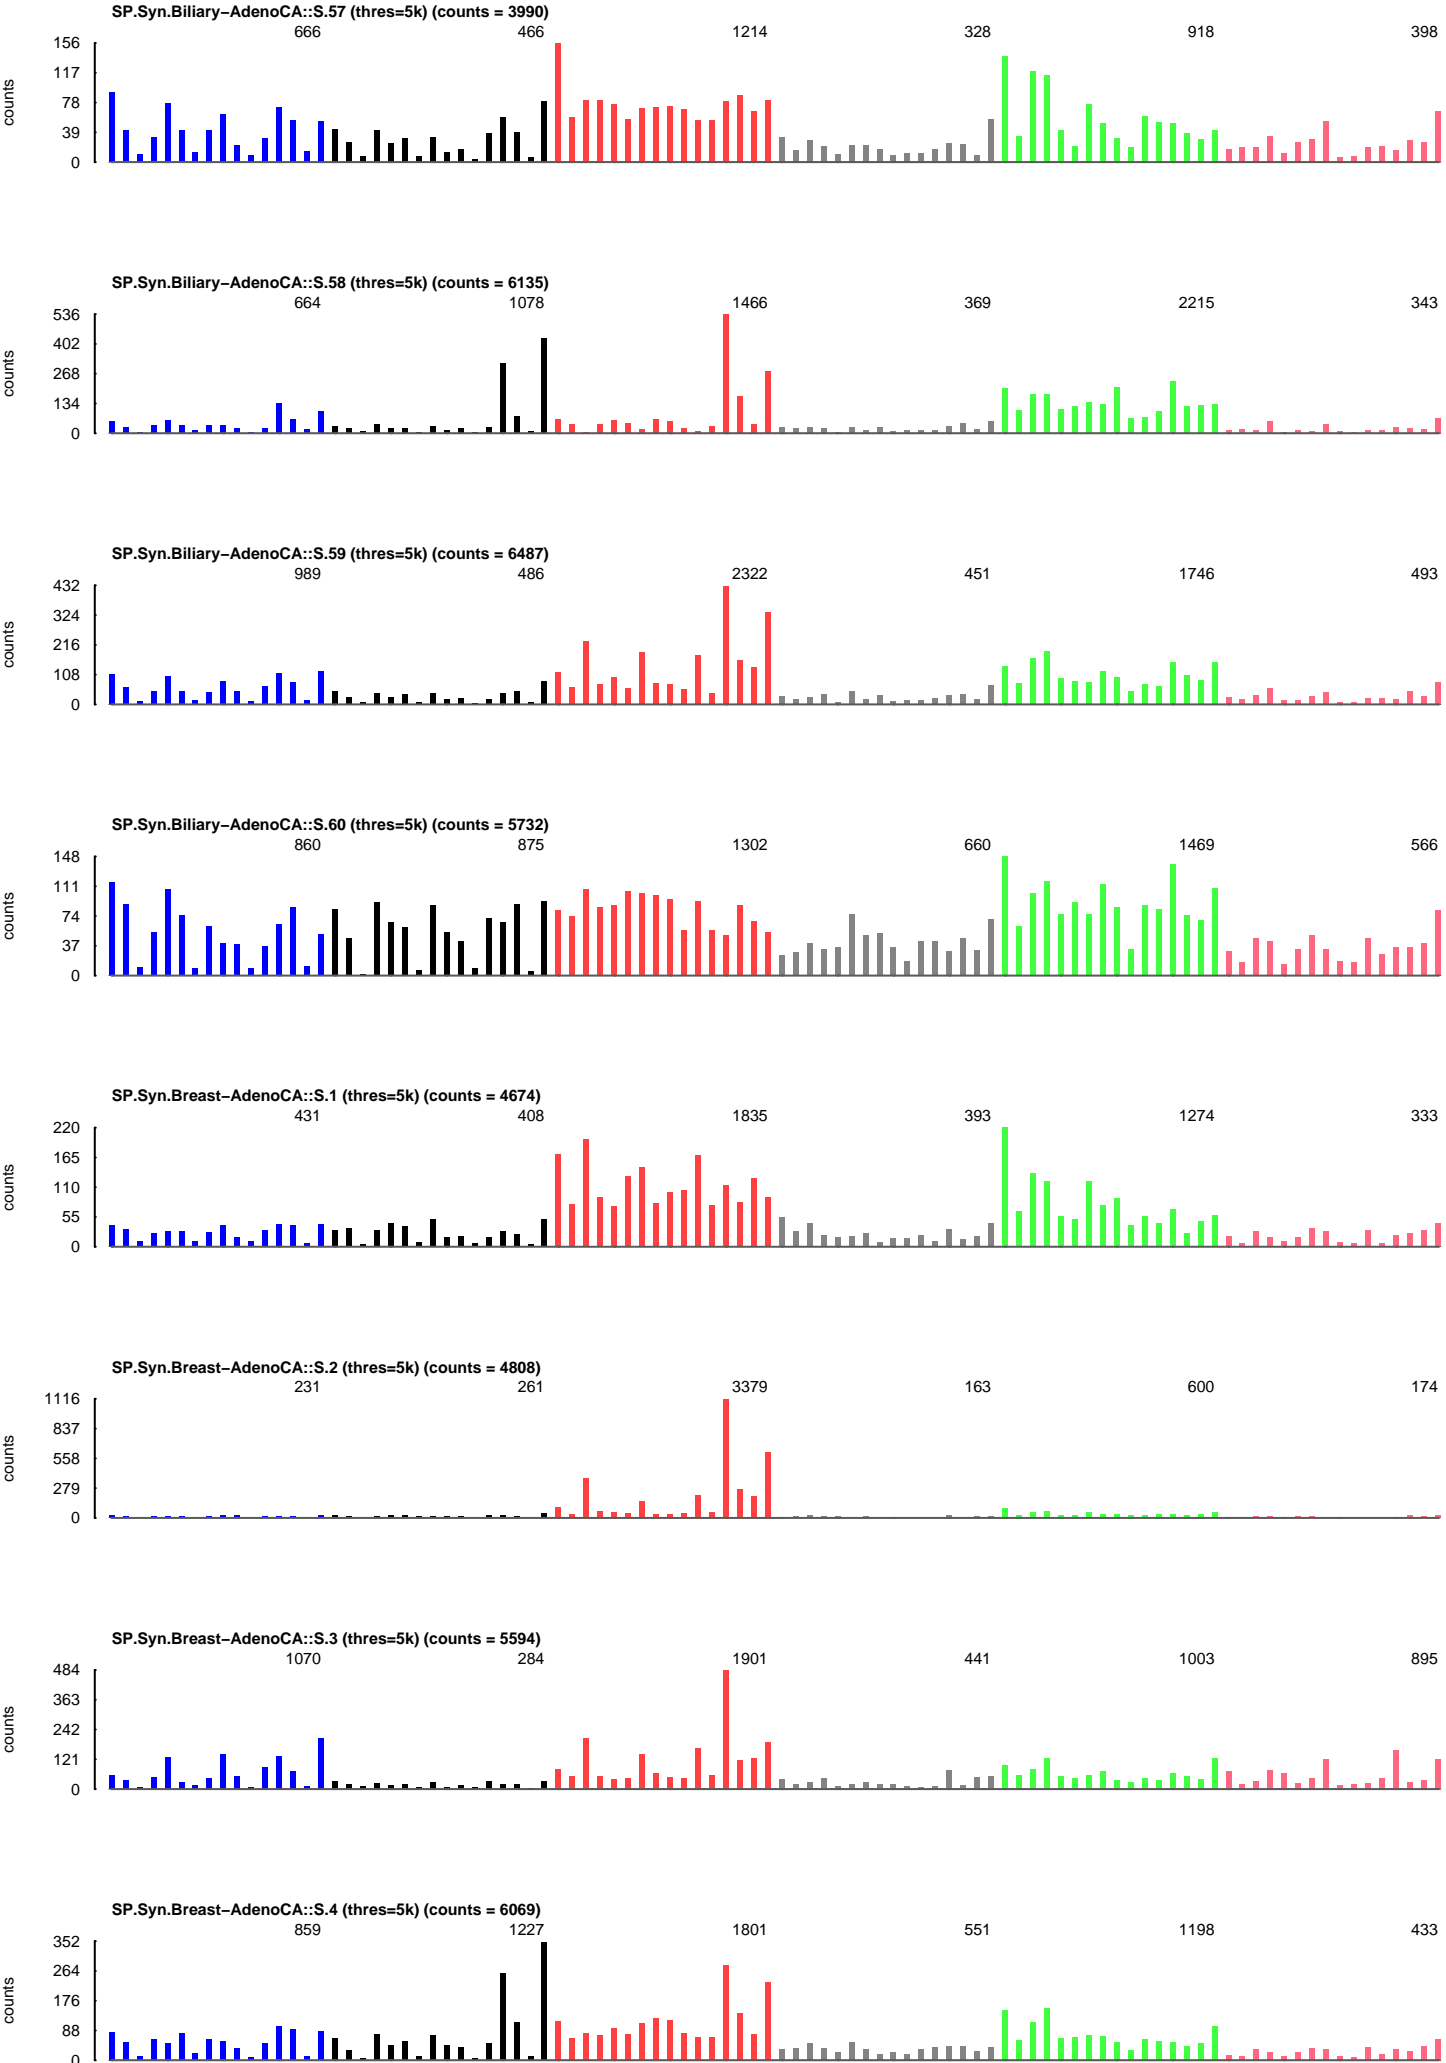 SP.Syn.Biliary−AdenoCA::S.57 (thres=5k) (counts = 3990)
666 466 1214 328 918 398
156
117
78
39
0
counts
SP.Syn.Biliary−AdenoCA::S.58 (thres=5k) (counts = 6135)
664 1078 1466 369 2215 343
536
402
268
134
0
counts
SP.Syn.Biliary−AdenoCA::S.59 (thres=5k) (counts = 6487)
989 486 2322 451 1746 493
432
324
216
108
0
counts
SP.Syn.Biliary−AdenoCA::S.60 (thres=5k) (counts = 5732)
860 875 1302 660 1469 566
148
111
74
37
0
counts
SP.Syn.Breast−AdenoCA::S.1 (thres=5k) (counts = 4674)
431 408 1835 393 1274 333
220
165
110
55
0
counts
SP.Syn.Breast−AdenoCA::S.2 (thres=5k) (counts = 4808)
231 261 3379 163 600 174
1116
837
558
279
0
counts
SP.Syn.Breast−AdenoCA::S.3 (thres=5k) (counts = 5594)
1070 284 1901 441 1003 895
484
363
242
121
0
counts
SP.Syn.Breast−AdenoCA::S.4 (thres=5k) (counts = 6069)
859 1227 1801 551 1198 433
352
264
176
88
0
counts